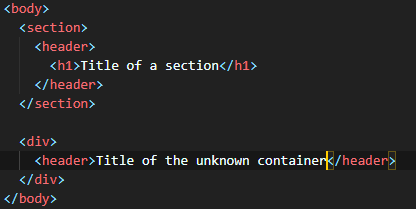 <body>
<section>
<header>
<h1>Title of a section</h1>
</header>
</section>
<div>
<header>Title of the unknown container</header>
</div>
</body>